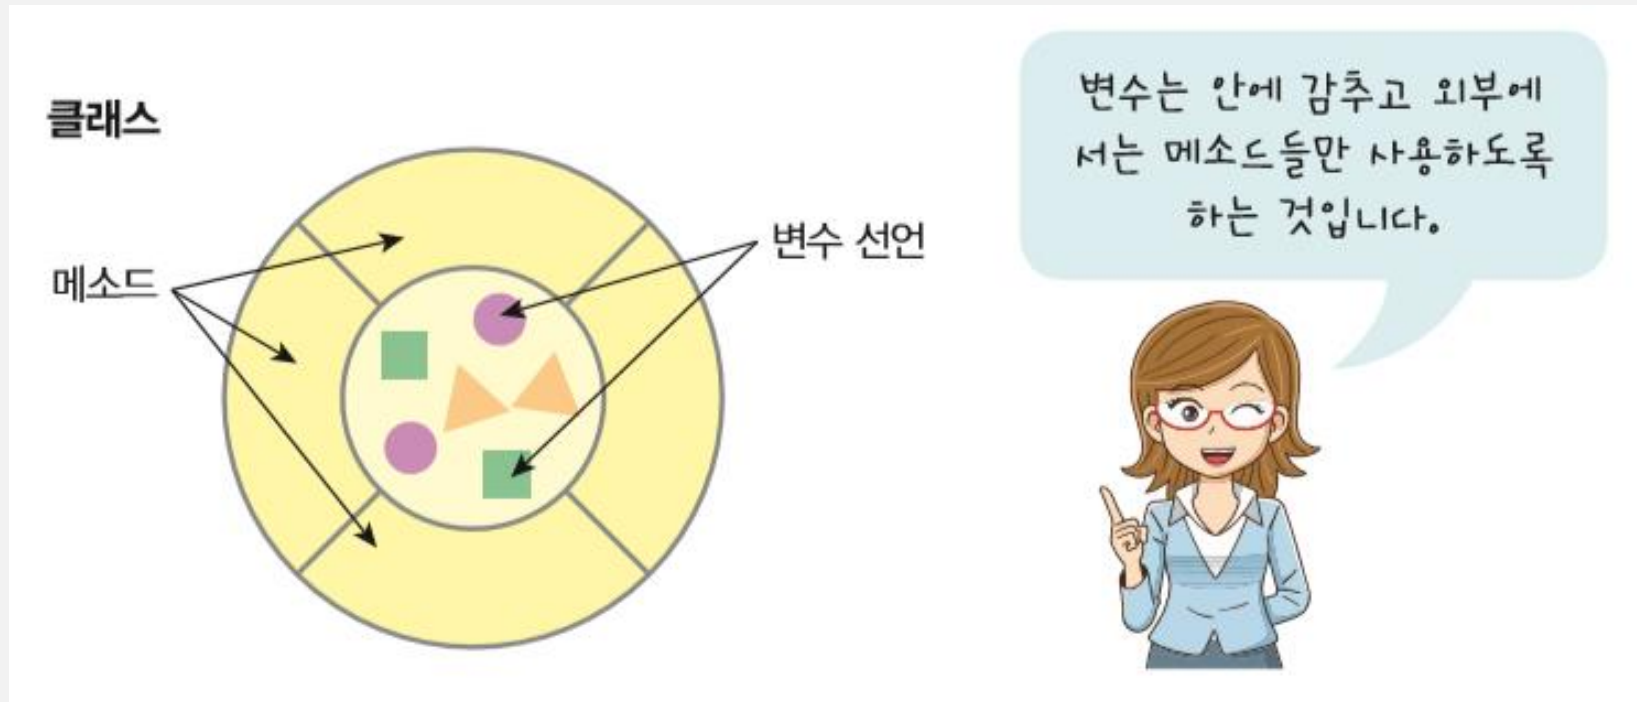 클래스
메소드
변수 선언
변수는 안에 감추고 외부에
서는 메소드들만 사용하도록
하는 것입니다.